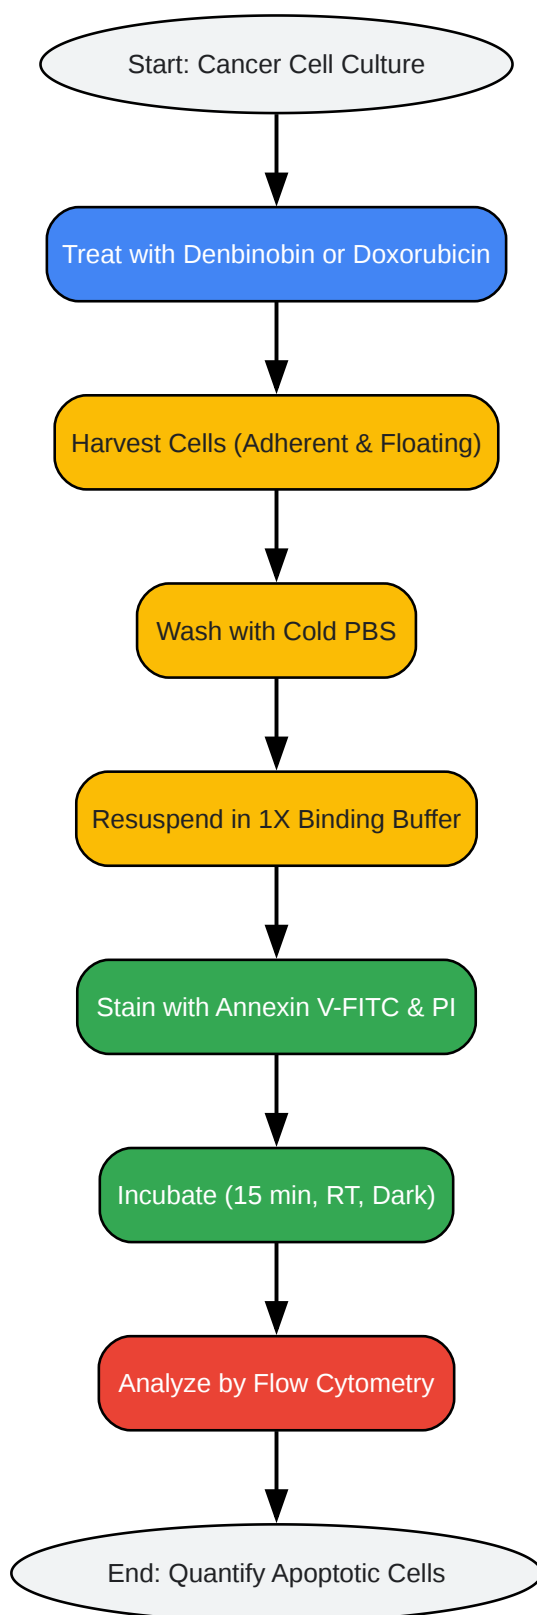 Start: Cancer Cell Culture
Treat with Denbinobin or Doxorubicin
Harvest Cells (Adherent & Floating)
Wash with Cold PBS
Resuspend in 1X Binding Buffer
Stain with Annexin V-FITC & PI
Incubate (15 min, RT, Dark)
Analyze by Flow Cytometry
End: Quantify Apoptotic Cells